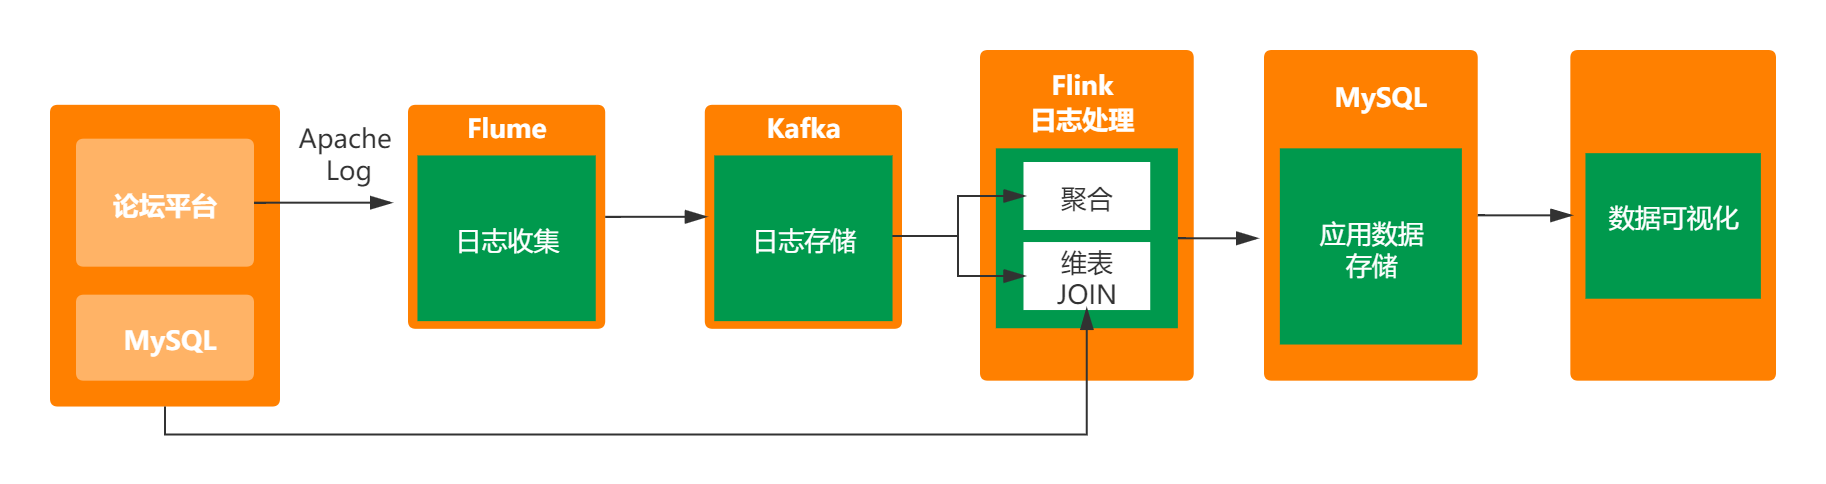 论坛平台
MySQL
Apache
Log
Flume
日志收集
Kafka
日志存储
Flink
日志处理
聚合
维表
JOIN
MySQL
应用数据
存储
数据可视化